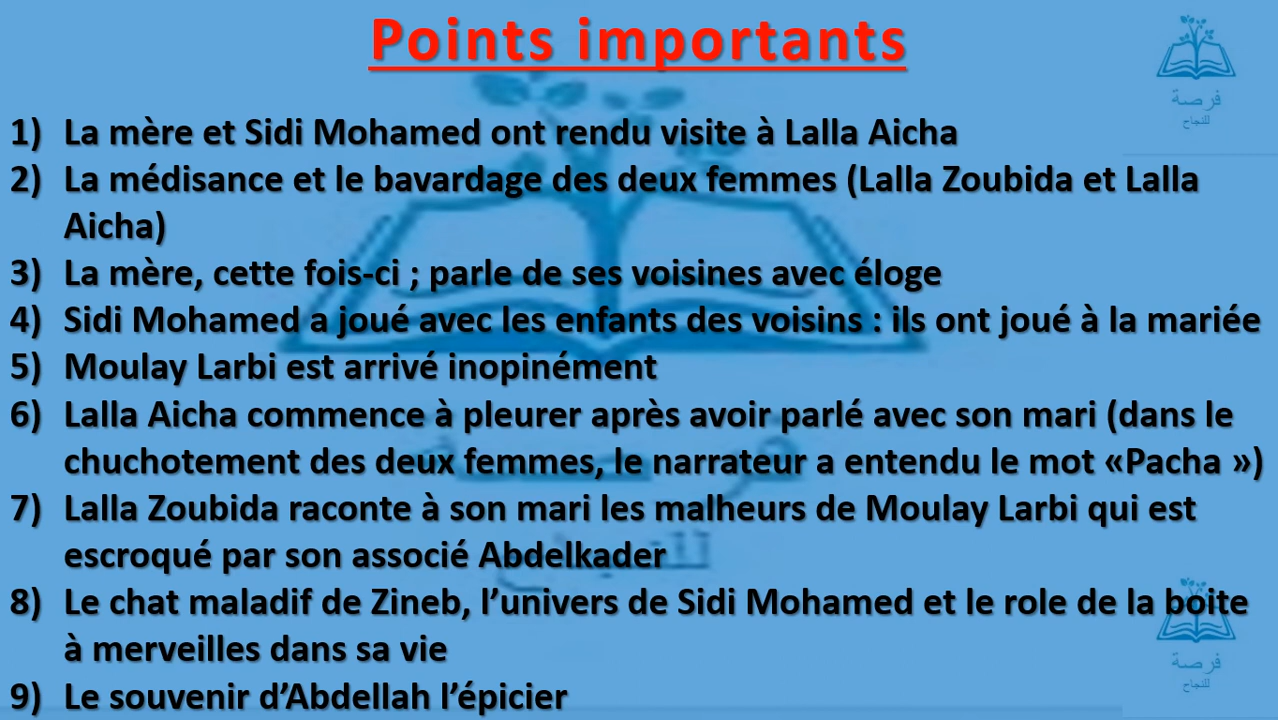 Points importants
فرصة
للنجاح
1) La mère et Sidi Mohamed ont rendu visite à Lalla Aicha
2) La médisance et le bavardage des deux femmes (Lalla Zoubida et Lalla
Aicha)
3) La mère, cette fois-ci ; parle de ses voisines avec éloge
4) Sidi Mohamed a joué avec les enfants des voisins : ils ont joué à la mariée
5) Moulay Larbi est arrivé inopinément
6) Lalla Aicha commence à pleurer après avoir parlé avec son mari (dans le
chuchotement des deux femmes, le narrateur a entendu le mot «Pacha »)
7) Lalla Zoubida raconte à son mari les malheurs de Moulay Larbi qui est
escroqué par son associé Abdelkader
8) Le chat maladif de Zineb, l’univers de Sidi Mohamed et le role de la boite
à merveilles dans sa vie
9) Le souvenir d’Abdellah l’épicier
فرصة
للنجاح
فرصة
للنجاح